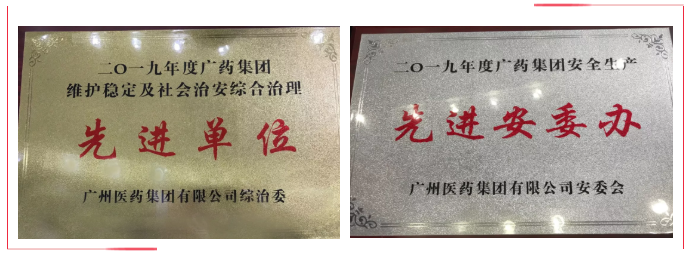 二〇一九年度广药集团
维护稳定及社会治安综合治理
先进单位
广州医药集团有限公司综治委
二〇一九年度广药集团安全生产
先进安委办
广州医药集团有限公司安委会